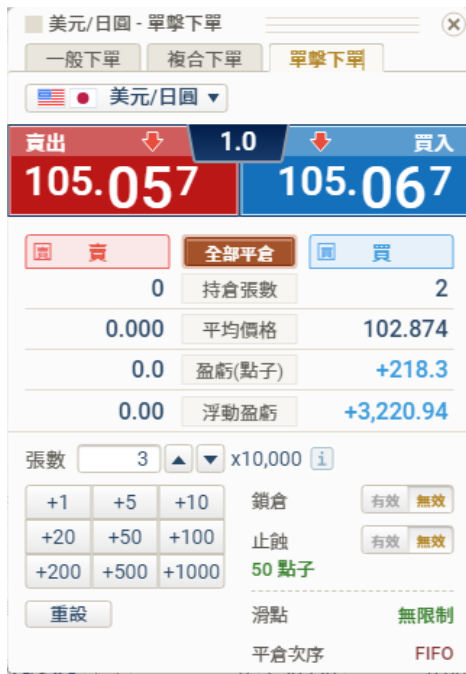 美元/日圓 - 單擊下單
一般下單 複合下單 單擊下單
美元/日圓 ▼
賣出 1.0 買入
105.057 105.067
賣 賣 全部平倉 買 買
0 持倉張數 2
0.000 平均價格 102.874
0.0 盈虧(點子) +218.3
0.00 浮動盈虧 +3,220.94
張數 3 ▲ ▼ x10,000 i
+1 +5 +10 鎖倉 有效 無效
+20 +50 +100 止蝕 有效 無效
+200 +500 +1000 50 點子
重設 滑點 無限制
平倉次序 FIFO